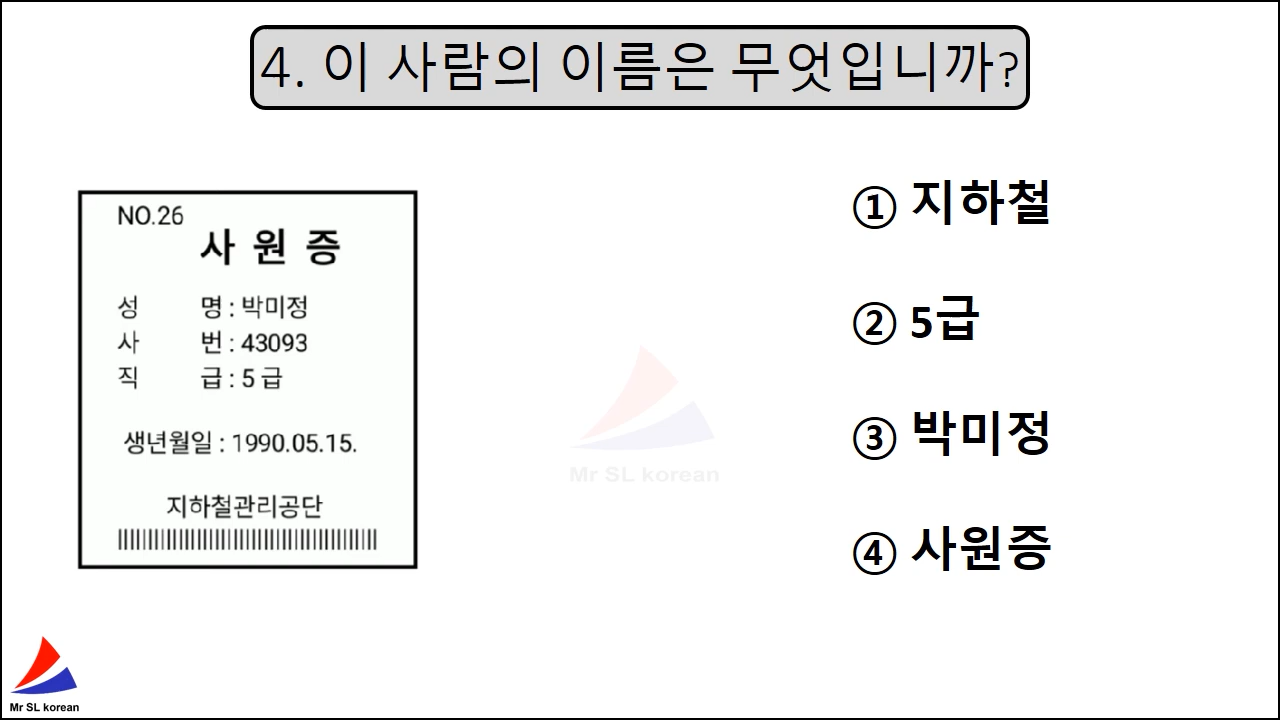 4. 이 사람의 이름은 무엇입니까?
NO.26
사 원 증
성 명 : 박미정
사 번 : 43093
직 급 : 5 급
생년월일 : 1990.05.15.
지하철관리공단
① 지하철
② 5급
③ 박미정
④ 사원증
Mr SL korean
Mr SL korean